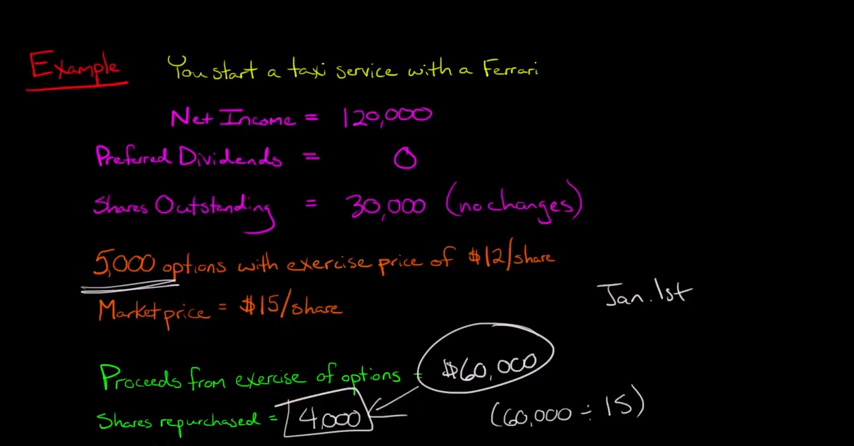 Example You start a taxi service with a Ferrari
Net Income = 120,000
Preferred Dividends = 0
Shares Outstanding = 30,000 (no changes)
5,000 options with exercise price of $12/share
Market price = $15/share
Jan. 1st
Proceeds from exercise of options = $60,000
Shares repurchased = 4,000 (60,000 ÷ 15)